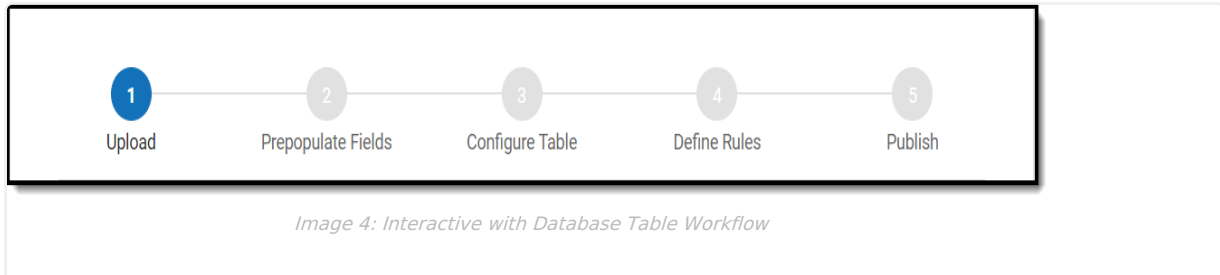 1 2 3 4 5
Upload Prepopulate Fields Configure Table Define Rules Publish
Image 4: Interactive with Database Table Workflow